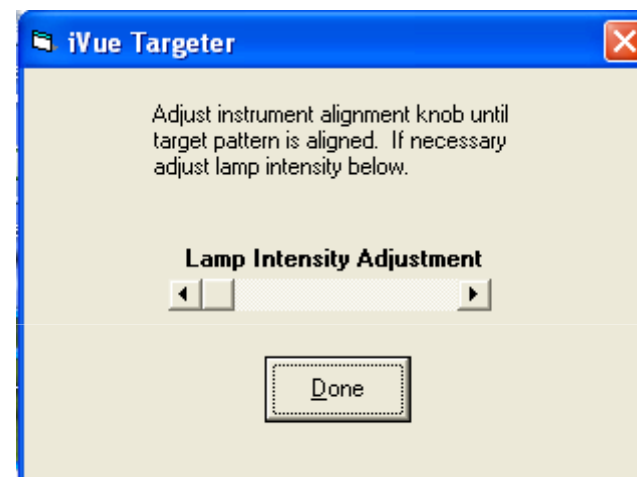 iVue Targeter
Adjust instrument alignment knob until
target pattern is aligned.  If necessary
adjust lamp intensity below.
Lamp Intensity Adjustment
Done